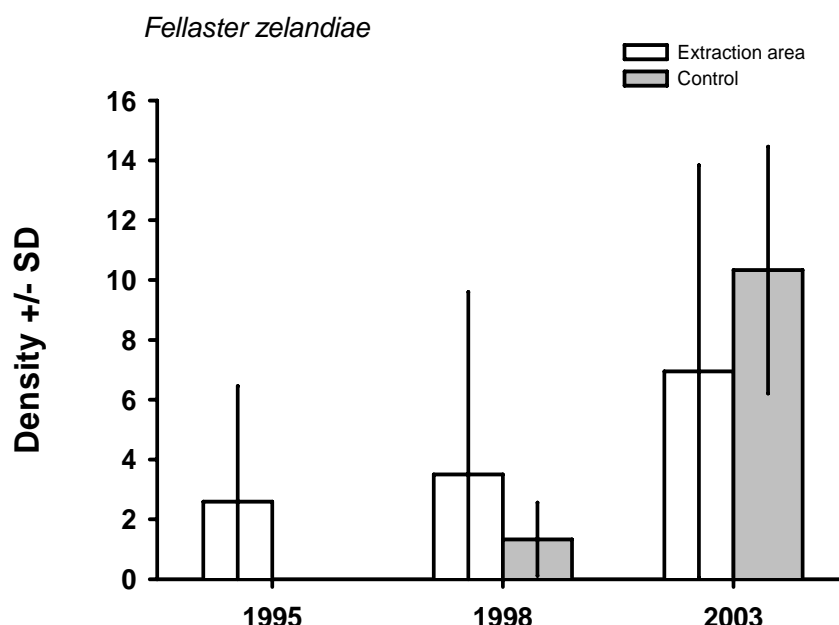 Fellaster zelandiae
Extraction area
Control
Density +/- SD
16
14
12
10
8
6
4
2
0
1995 1998 2003